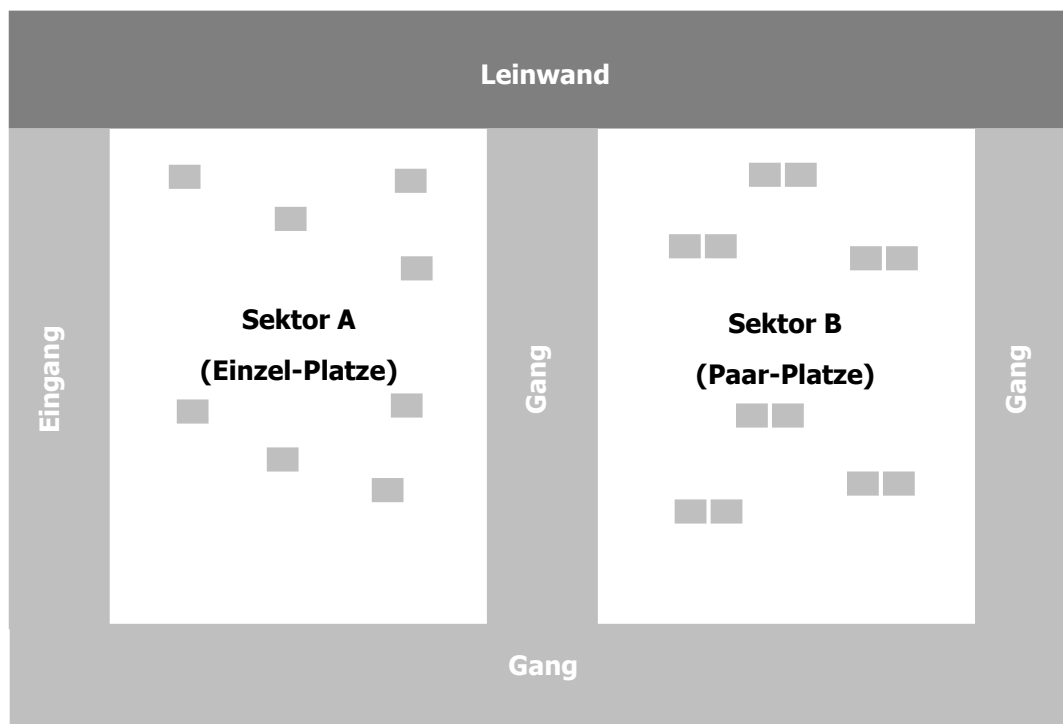 Leinwand
Eingang
Sektor A
(Einzel-Platze)
Gang
Sektor B
(Paar-Platze)
Gang
Gang